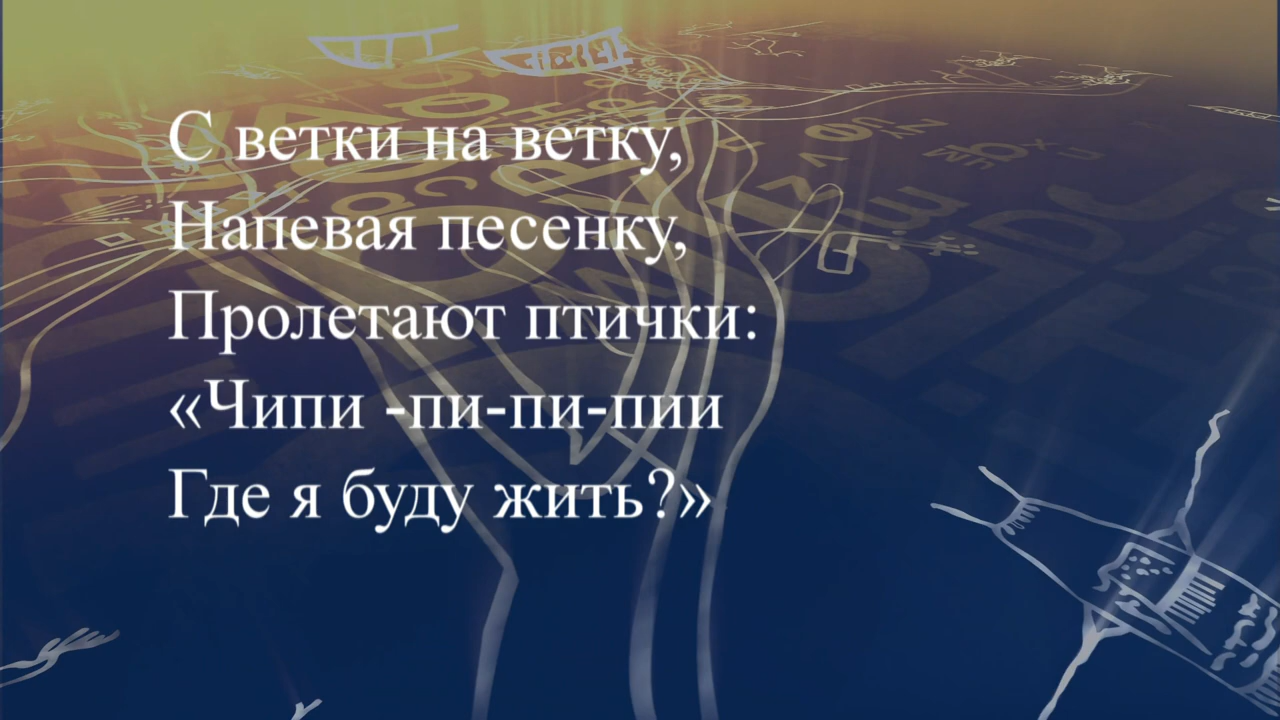 С ветки на ветку,
Напевая песенку,
Пролетают птички:
«Чипи -пи-пи-пии
Где я буду жить?»